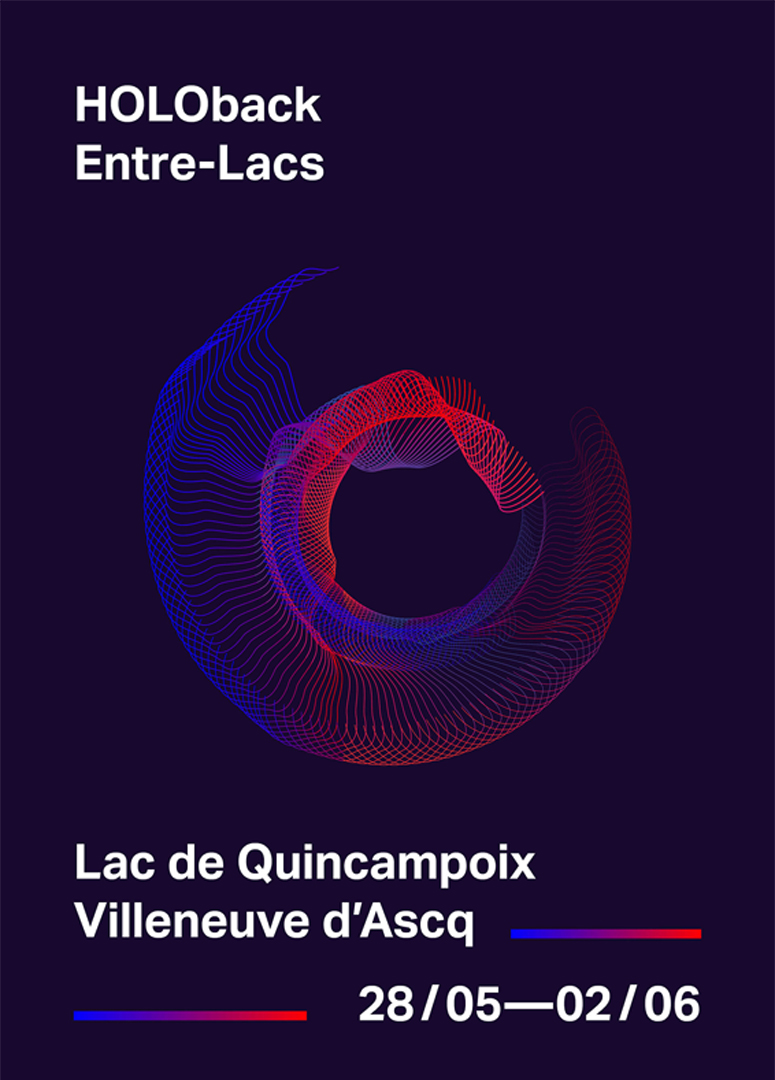 HOLOback
Entre-Lacs
Lac de Quincampoix
Villeneuve d’Ascq
28/05—02/06